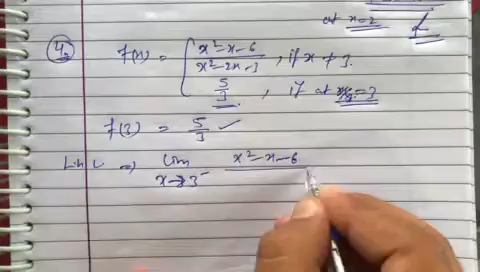 at x=2
4,
f(x) = { x²-x-6 / x²-2x-3 , if x ≠ 3.
5/3 , if at x=3
f(3) = 5/3 ✓
L.h.L ⇒ lim x→3⁻ x²-x-6